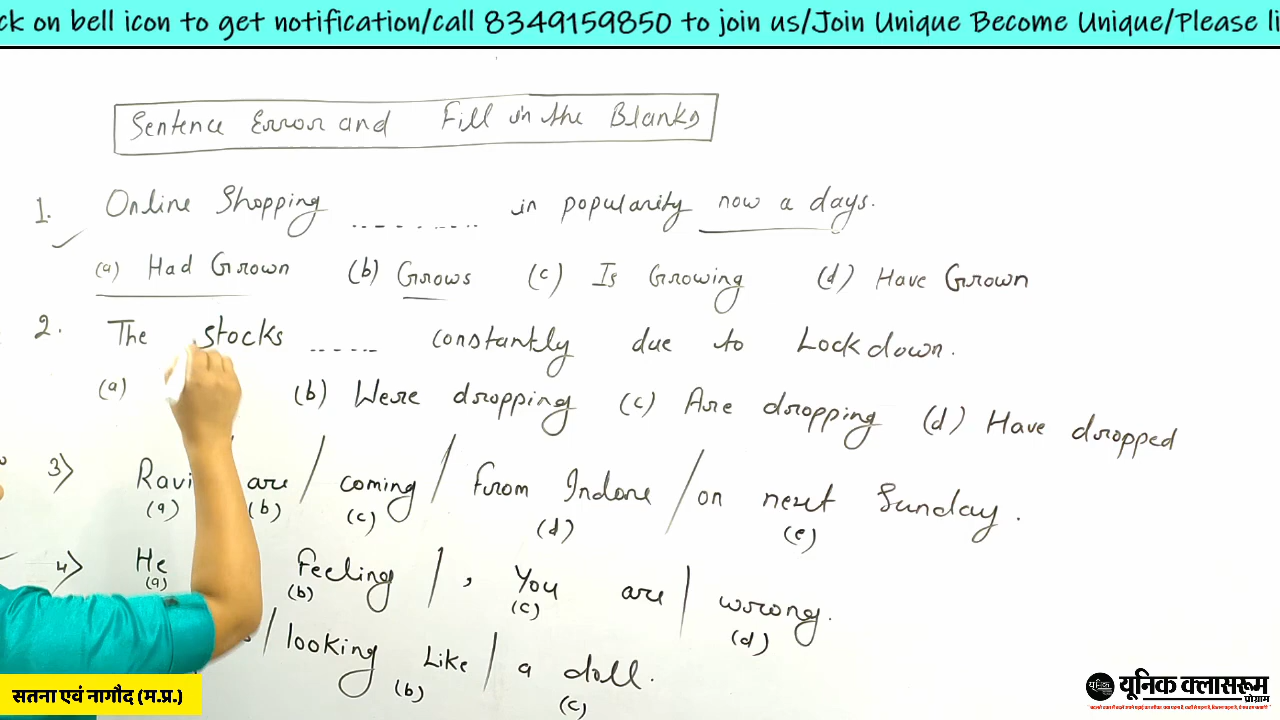 ck on bell icon to get notification/call 8349159850 to join us/Join Unique Become Unique/Please li
Sentence Error and Fill in the Blanks
1. Online Shopping .......... in popularity now a days.
(a) Had Grown (b) Grows (c) Is Growing (d) Have Grown
2. The stocks ...... constantly due to Lockdown.
(a) (b) Were dropping (c) Are dropping (d) Have dropped
3) Ravi are / coming / from Indore / on next Sunday.
(a) (b) (c) (d) (e)
4) He feeling / , You are / wrong.
(a) (b) (c) (d)
/ looking like / a doll.
(b) (c)
सतना एवं नागौद (म.प्र.)
यूनिक क्लासरूम
प्रोग्राम